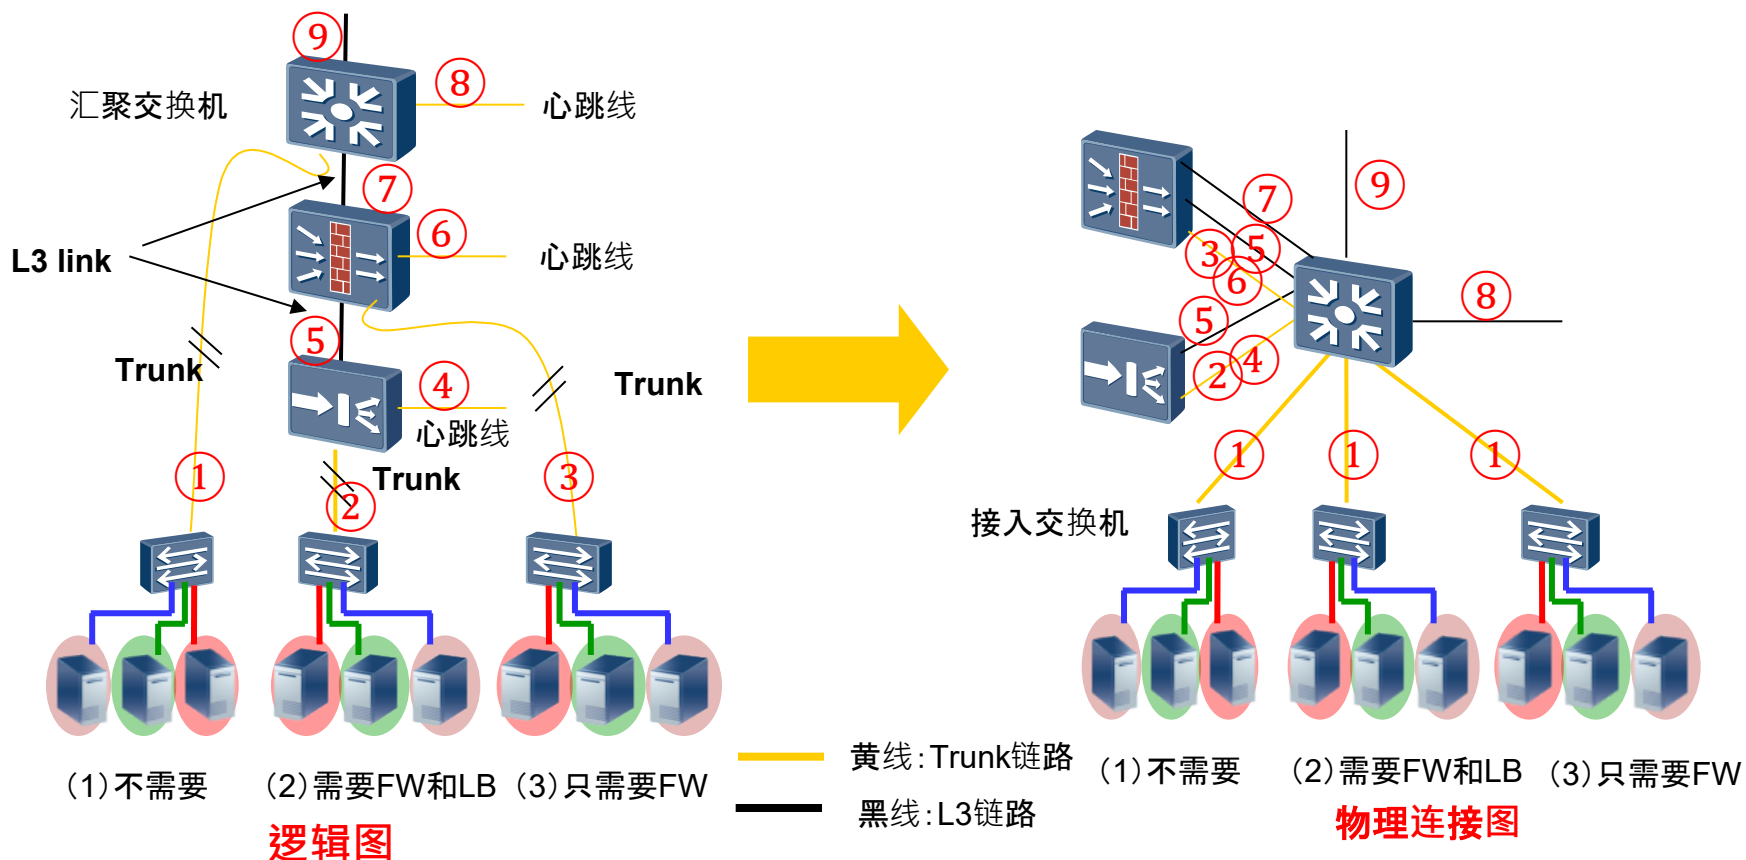 ⑨
⑧
汇聚交换机
心跳线
⑦
⑥
心跳线
L3 link
⑤
Trunk
④
Trunk
心跳线
①
Trunk
③
②
(1)不需要
(2)需要FW和LB
(3)只需要FW
逻辑图
黄线:Trunk链路
黑线:L3链路
⑨
⑦
③
⑤
⑥
⑧
⑤
②
④
①
①
①
接入交换机
(1)不需要
(2)需要FW和LB
(3)只需要FW
物理连接图